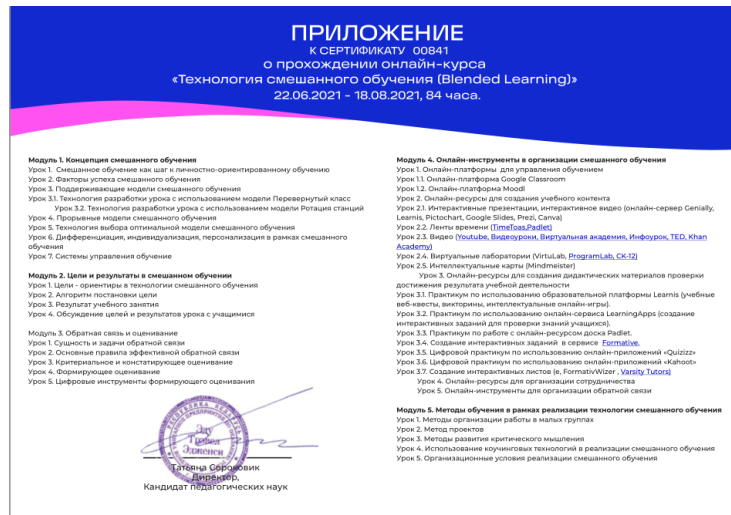 ПРИЛОЖЕНИЕ
К СЕРТИФИКАТУ 00841
о прохождении онлайн-курса
«Технология смешанного обучения (Blended Learning)»
22.06.2021 - 18.08.2021, 84 часа.
Модуль 1. Концепция смешанного обучения
Урок 1. Смешанное обучение как шаг к личностно-ориентированному обучению
Урок 2. Факторы успеха смешанного обучения
Урок 3. Поддерживающие модели смешанного обучения
Урок 3.1. Технология разработки урока с использованием модели Перевернутый класс
Урок 3.2. Технология разработки урока с использованием модели Ротация станций
Урок 4. Прорывные модели смешанного обучения
Урок 5. Технология выбора оптимальной модели смешанного обучения
Урок 6. Дифференциация, индивидуализация, персонализация в рамках смешанного
обучения
Урок 7. Системы управления обучение
Модуль 2. Цели и результаты в смешанном обучении
Урок 1. Цели - ориентиры в технологии смешанного обучения
Урок 2. Алгоритм постановки цели
Урок 3. Результат учебного занятия
Урок 4. Обсуждение целей и результатов урока с учащимися
Модуль 3. Обратная связь и оценивание
Урок 1. Сущность и задачи обратной связи
Урок 2. Основные правила эффективной обратной связи
Урок 3. Критериальное и констатирующее оценивание
Урок 4. Формирующее оценивание
Урок 5. Цифровые инструменты формирующего оценивания
Эду
Трэвел
Эдженси
Татьяна Сороковик
Директор,
Кандидат педагогических наук
Модуль 4. Онлайн-инструменты в организации смешанного обучения
Урок 1. Онлайн-платформы для управления обучением
Урок 1.1. Онлайн-платформа Google Classroom
Урок 1.2. Онлайн-платформа Moodl
Урок 2. Онлайн-ресурсы для создания учебного контента
Урок 2.1. Интерактивные презентации, интерактивное видео (онлайн-сервер Genially,
Learnis, Pictochart, Google Slides, Prezi, Canva)
Урок 2.2. Ленты времени (TimeToas,Padlet)
Урок 2.3. Видео (Youtube, Видеоуроки, Виртуальная академия, Инфоурок, TED, Khan
Academy)
Урок 2.4. Виртуальные лаборатории (VirtuLab, ProgramLab, CK-12)
Урок 2.5. Интеллектуальные карты (Mindmeister)
Урок 3. Онлайн-ресурсы для создания дидактических материалов проверки
достижения результата учебной деятельности
Урок 3.1. Практикум по использованию образовательной платформы Learnis (учебные
веб-квесты, викторины, интеллектуальные онлайн-игры).
Урок 3.2. Практикум по использованию онлайн-сервиса LearningApps (создание
интерактивных заданий для проверки знаний учащихся).
Урок 3.3. Практикум по работе с онлайн-ресурсом доска Padlet.
Урок 3.4. Создание интерактивных заданий в сервисе Formative.
Урок 3.5. Цифровой практикум по использованию онлайн-приложений «Quizizz»
Урок 3.6. Цифровой практикум по использованию онлайн-приложений «Kahoot»
Урок 3.7. Создание интерактивных листов (е, FormativWizer , Varsity Tutors)
Урок 4. Онлайн-ресурсы для организации сотрудничества
Урок 5. Онлайн-инструменты для организации обратной связи
Модуль 5. Методы обучения в рамках реализации технологии смешанного обучения
Урок 1. Методы организации работы в малых группах
Урок 2. Метод проектов
Урок 3. Методы развития критического мышления
Урок 4. Использование коучинговых технологий в реализации смешанного обучения
Урок 5. Организационные условия реализации смешанного обучения